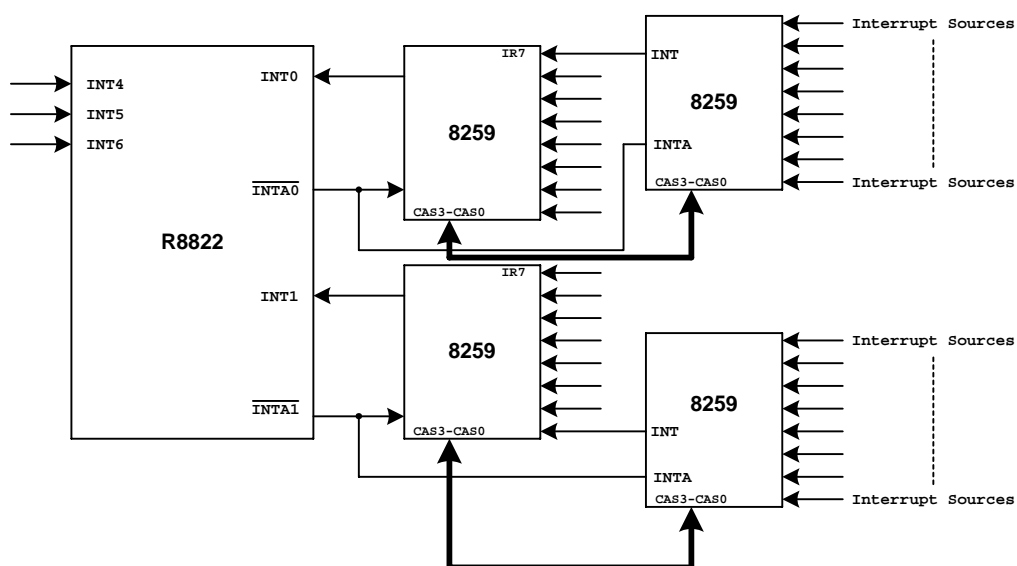 Interrupt Sources
IR7
INT
INT0
INT4
8259
INT5
8259
INT6
INTA
INTA0
CAS3-CAS0
Interrupt Sources
CAS3-CAS0
R8822
IR7
INT1
Interrupt Sources
8259
8259
INTA1
CAS3-CAS0
INT
INTA
CAS3-CAS0
Interrupt Sources